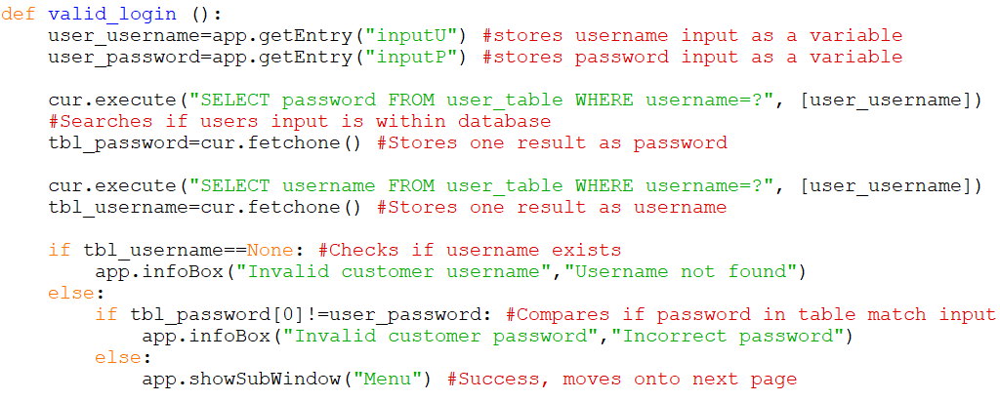 def valid_login ():
    user_username=app.getEntry("inputU") #stores username input as a variable
    user_password=app.getEntry("inputP") #stores password input as a variable

    cur.execute("SELECT password FROM user_table WHERE username=?", [user_username])
    #Searches if users input is within database
    tbl_password=cur.fetchone() #Stores one result as password

    cur.execute("SELECT username FROM user_table WHERE username=?", [user_username])
    tbl_username=cur.fetchone() #Stores one result as username

    if tbl_username==None: #Checks if username exists
        app.infoBox("Invalid customer username","Username not found")
    else:
        if tbl_password[0]!=user_password: #Compares if password in table match input
            app.infoBox("Invalid customer password","Incorrect password")
        else:
            app.showSubWindow("Menu") #Success, moves onto next page